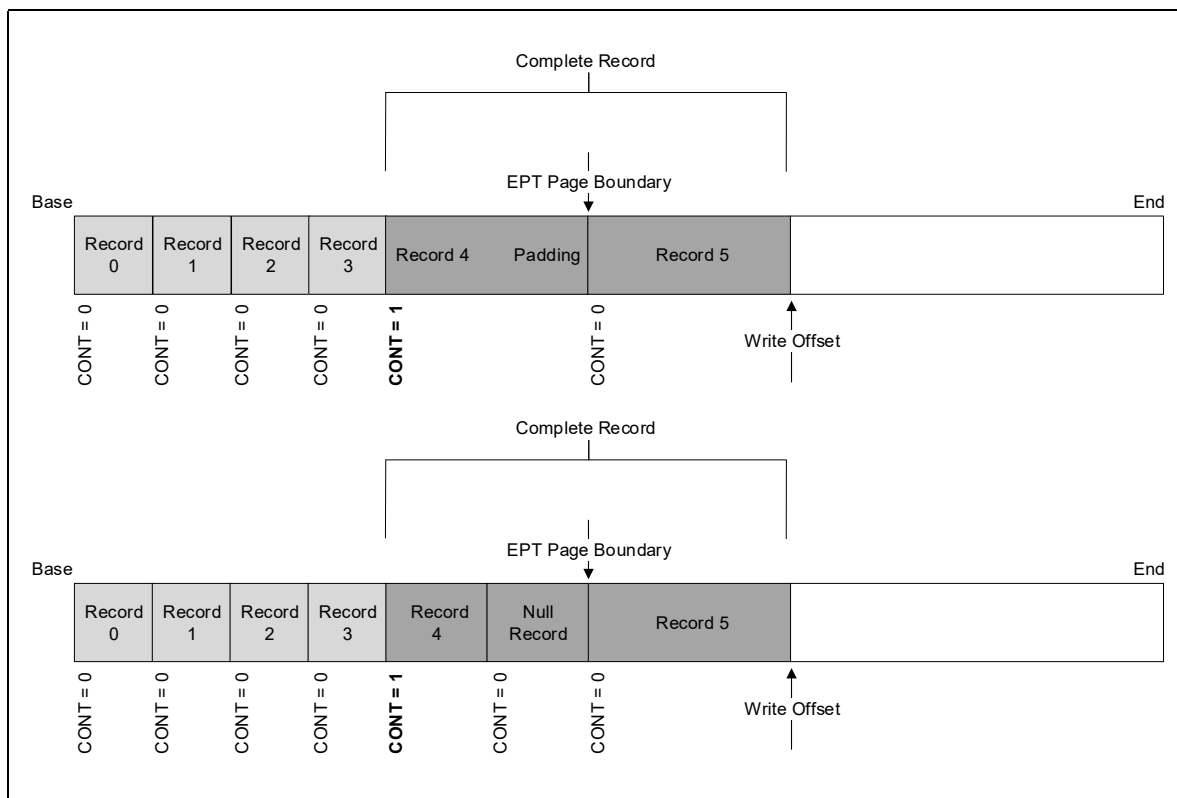 Complete Record
EPT Page Boundary
Base
End
Record
0
Record
1
Record
2
Record
3
Record 4
Padding
Record 5
CONT = 0
CONT = 0
CONT = 0
CONT = 0
CONT = 1
CONT = 0
Write Offset
Complete Record
EPT Page Boundary
Base
End
Record
0
Record
1
Record
2
Record
3
Record
4
Null
Record
Record 5
CONT = 0
CONT = 0
CONT = 0
CONT = 0
CONT = 1
CONT = 0
CONT = 0
Write Offset